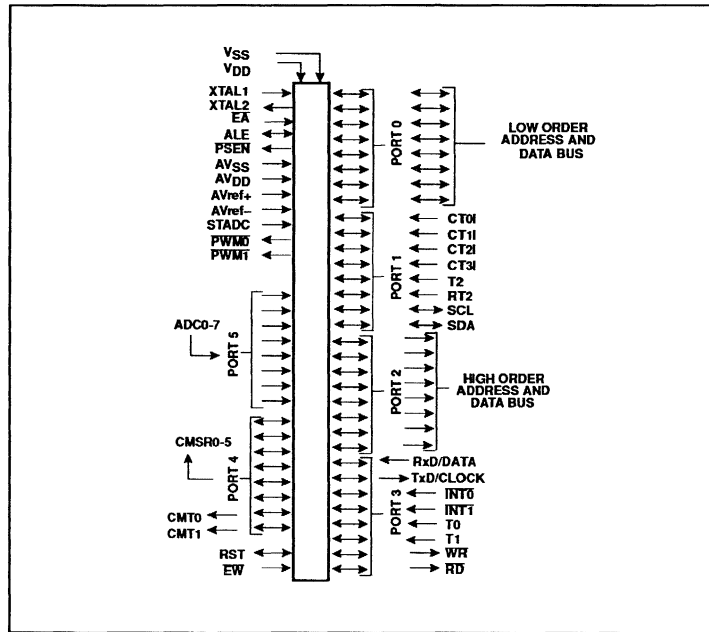 VSS
VDD
XTAL1
XTAL2
EA
ALE
PSEN
AVSS
AVDD
AVref+
AVref–
STADC
PWM0
PWM1
ADC0-7
PORT 5
CMSR0-5
PORT 4
CMT0
CMT1
RST
EW
PORT 0
LOW ORDER
ADDRESS AND
DATA BUS
PORT 1
CT0I
CT1I
CT2I
CT3I
T2
RT2
SCL
SDA
PORT 2
HIGH ORDER
ADDRESS AND
DATA BUS
PORT 3
RxD/DATA
TxD/CLOCK
INT0
INT1
T0
T1
WR
RD